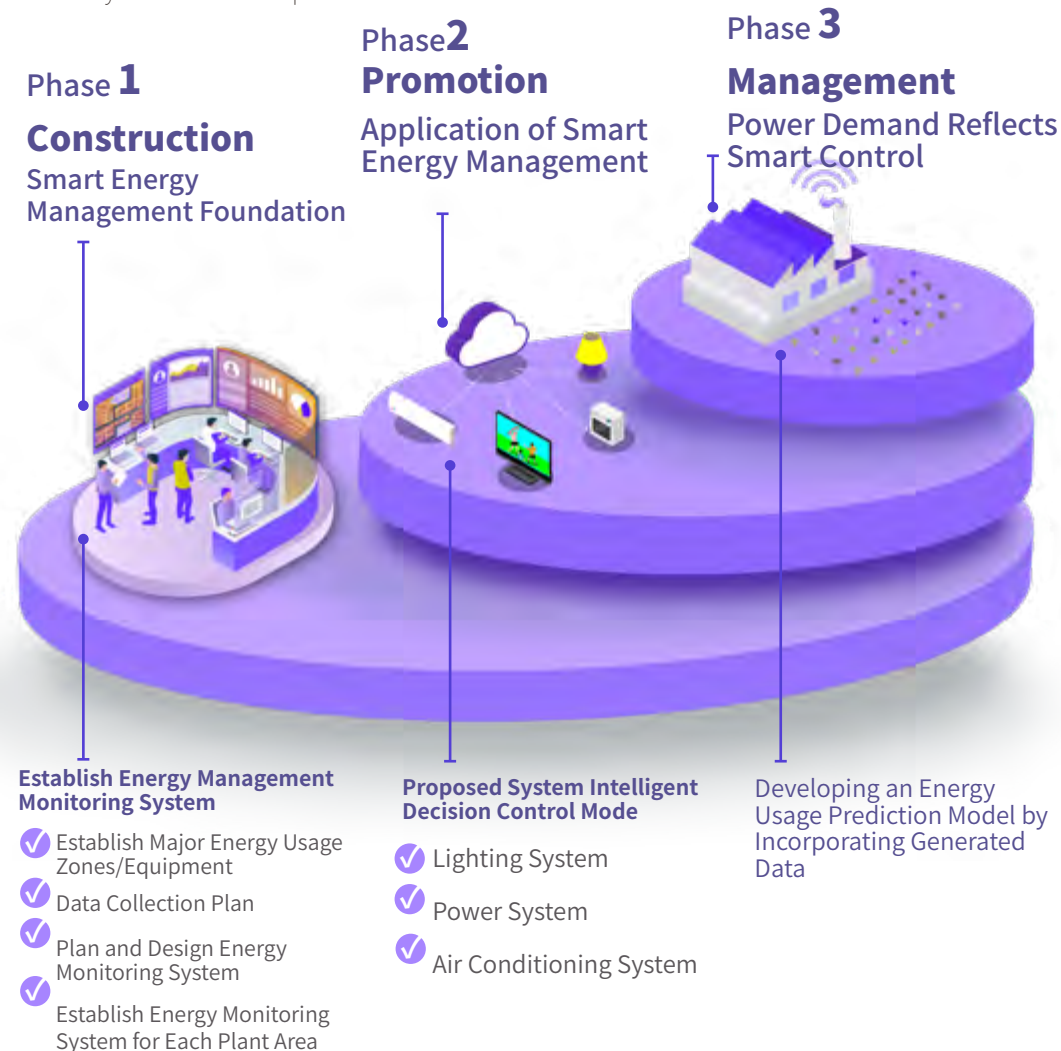 Phase 1
Construction
Smart Energy
Management Foundation
Phase2
Promotion
Application of Smart
Energy Management
Phase 3
Management
Power Demand Reflects
Smart Control
Establish Energy Management
Monitoring System
Establish Major Energy Usage
Zones/Equipment
Data Collection Plan
Plan and Design Energy
Monitoring System
Establish Energy Monitoring
System for Each Plant Area
Proposed System Intelligent
Decision Control Mode
Lighting System
Power System
Air Conditioning System
Developing an Energy
Usage Prediction Model by
Incorporating Generated
Data